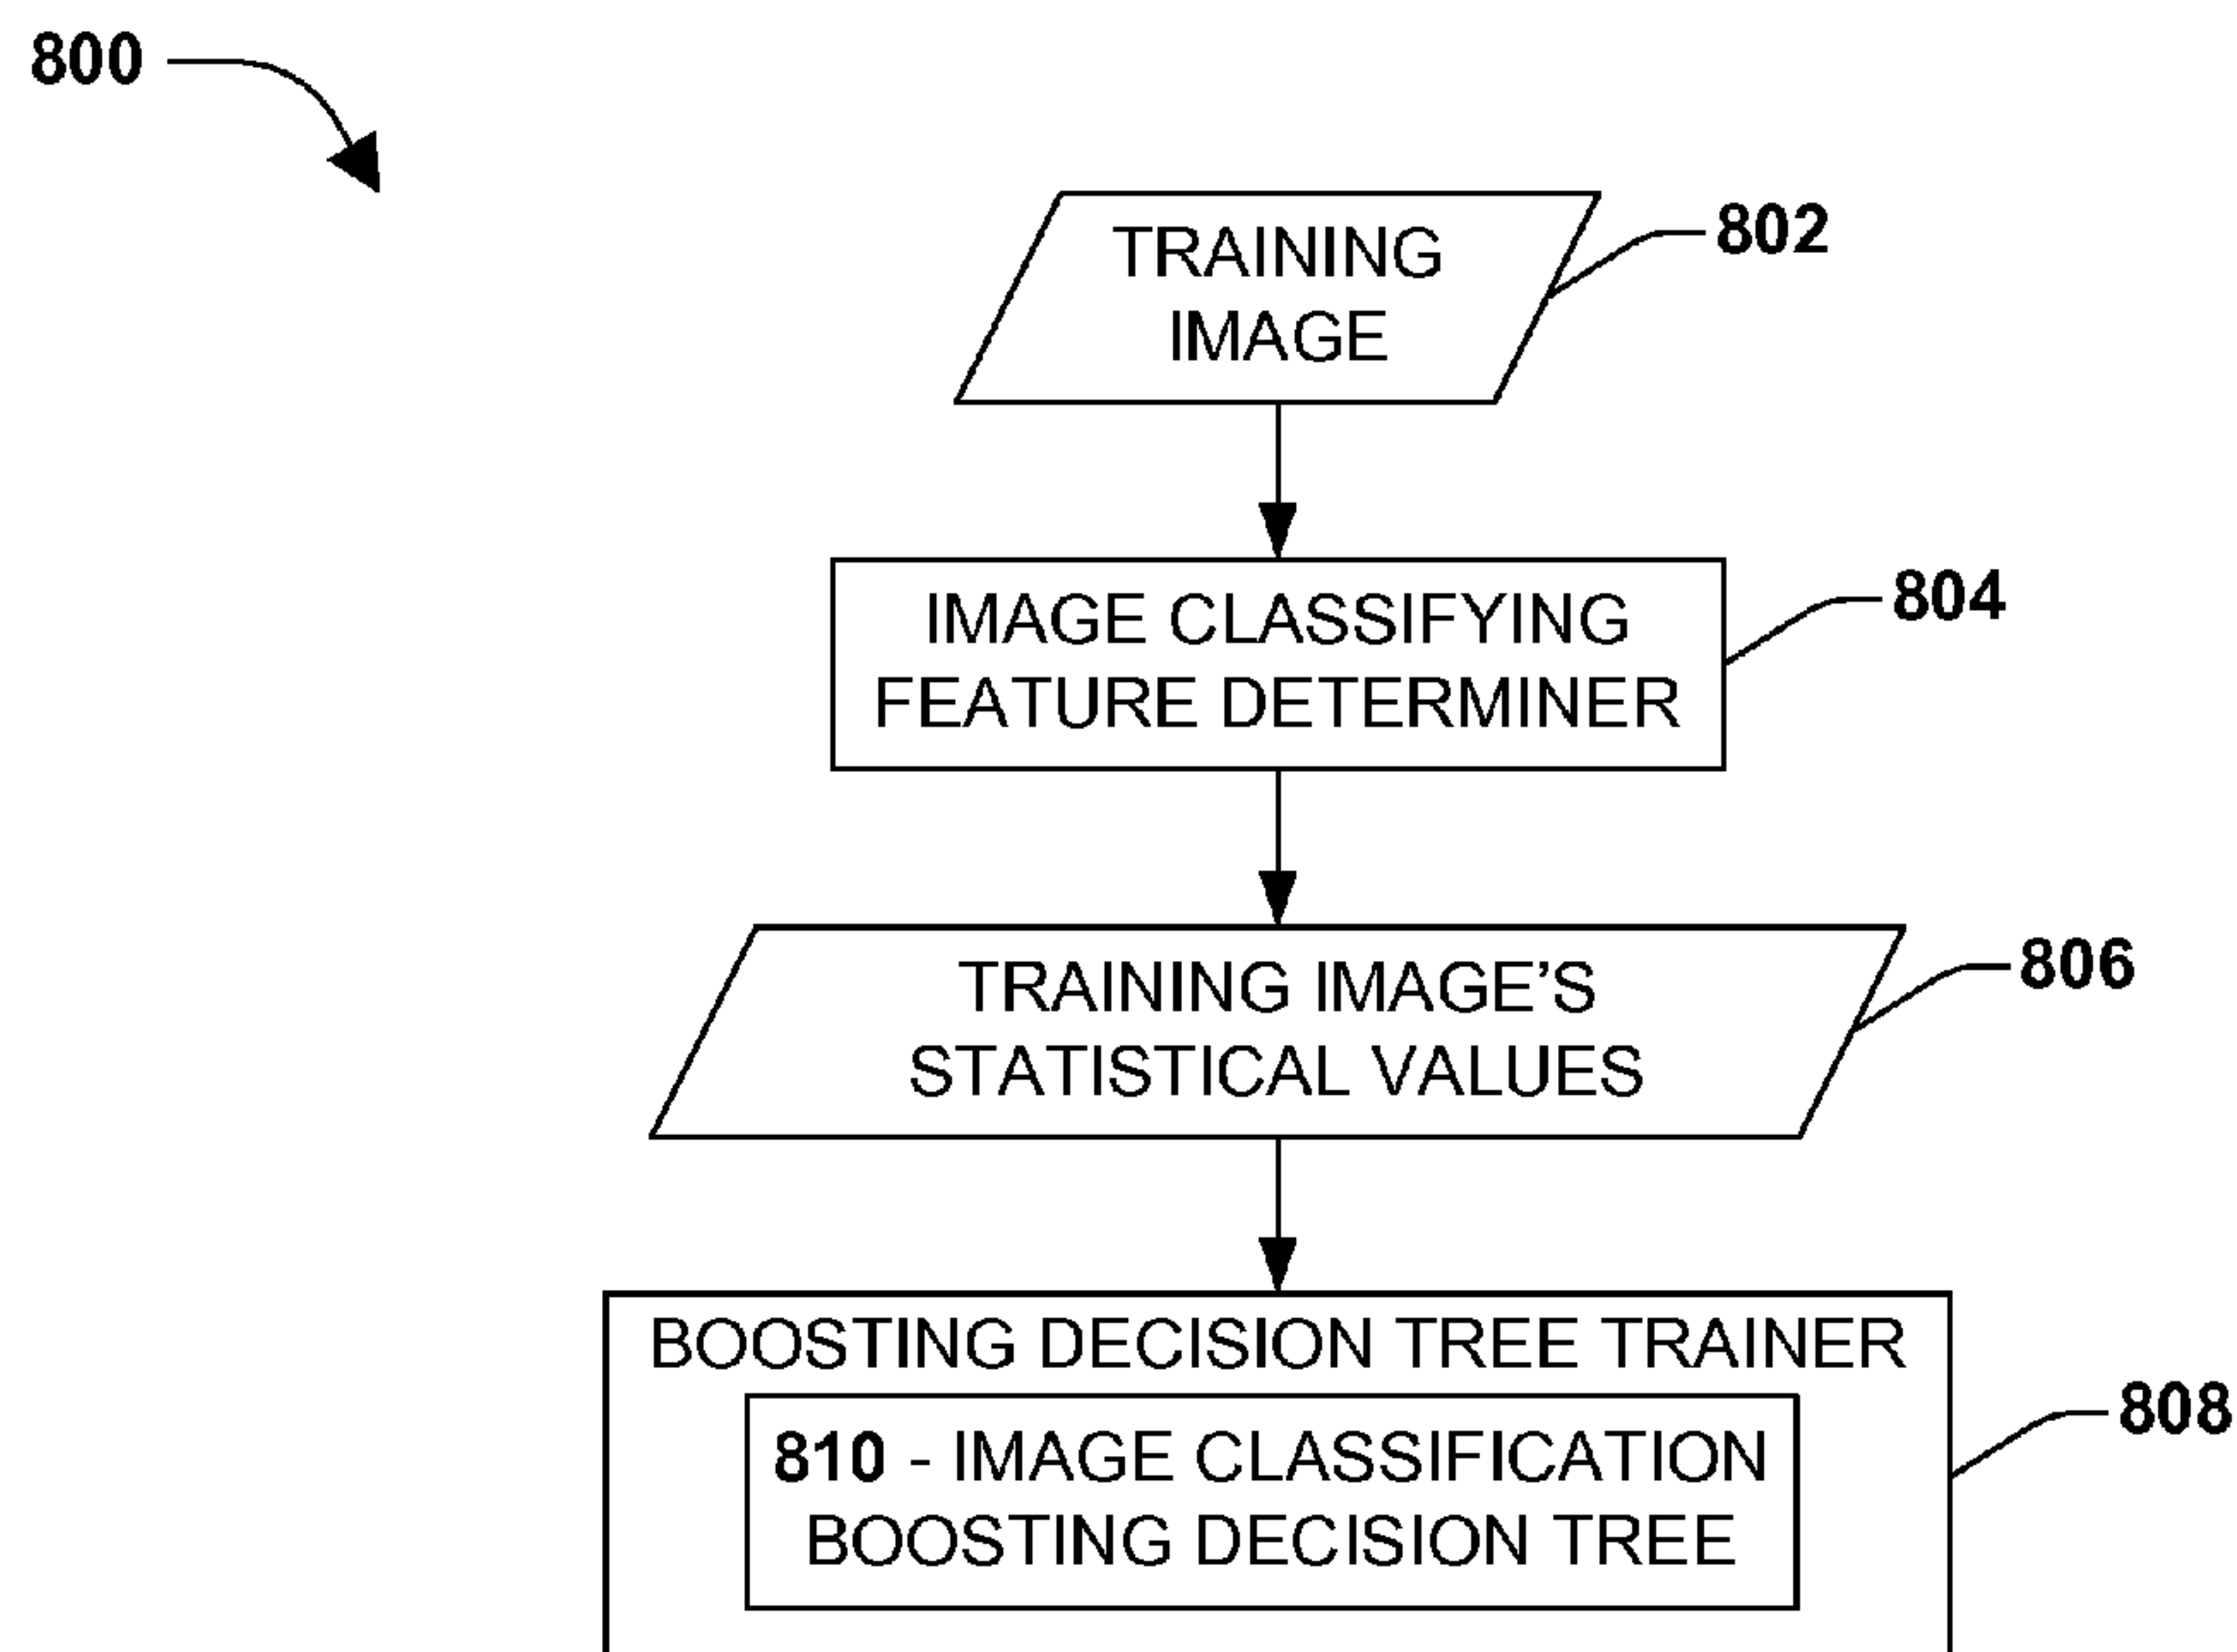 800
TRAINING
IMAGE
802
IMAGE CLASSIFYING
FEATURE DETERMINER
804
TRAINING IMAGE’S
STATISTICAL VALUES
806
BOOSTING DECISION TREE TRAINER
810 - IMAGE CLASSIFICATION
BOOSTING DECISION TREE
808